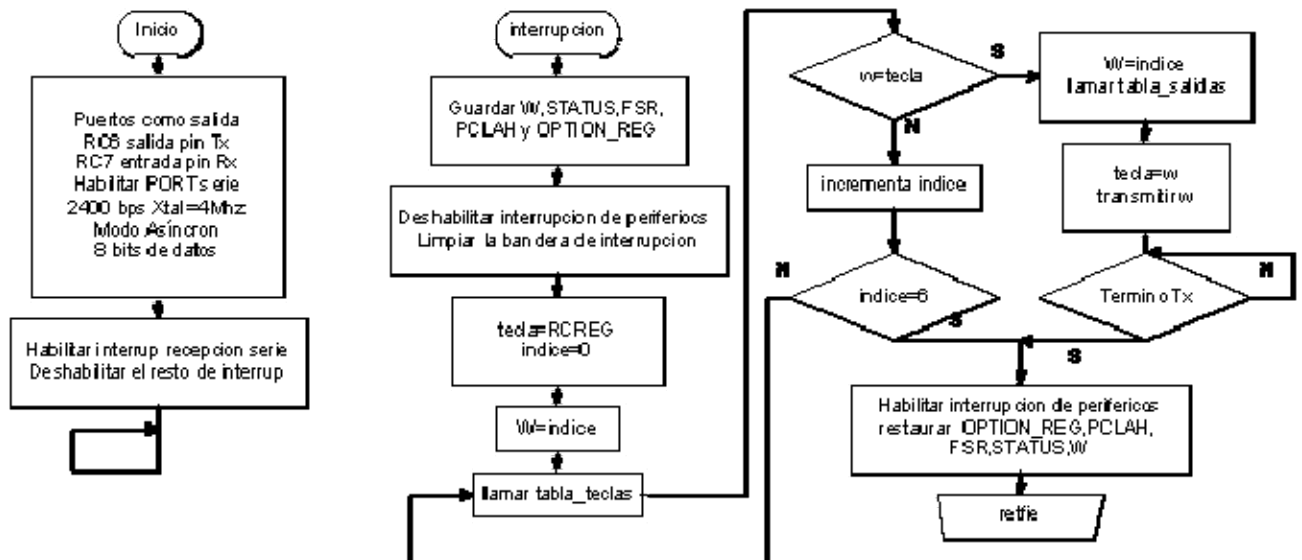 Inicio
Puertos como salida
RC6 salida pin Tx
RC7 entrada pin Rx
Habilitar PORT serie
2400 bps Xtal=4Mhz
Modo Asíncron
8 bits de datos
Habilitar interrup recepcion serie
Deshabilitar el resto de interrup
interrupcion
Guardar W,STATUS,FSR,
PCLAH y OPTION_REG
Deshabilitar interrupcion de perifericos
Limpiar la bandera de interrupcion
tecla=RCREG
indice=0
W=indice
llamar tabla_teclas
w=tecla
S
N
incrementa indice
indice=6
N
S
W=indice
llamar tabla_salidas
tecla=w
transmitir w
Termino Tx
N
S
Habilitar interrupcion de perifericos
restaurar OPTION_REG,PCLAH,
FSR,STATUS,W
retfie